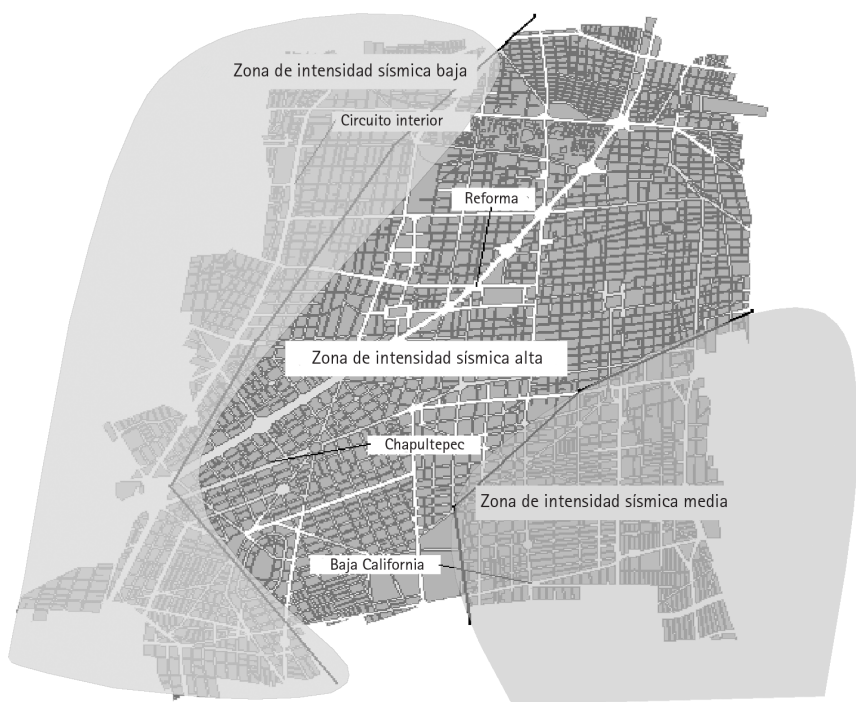 Zona de intensidad sísmica baja
Circuito interior
Reforma
Zona de intensidad sísmica alta
Chapultepec
Zona de intensidad sísmica media
Baja California